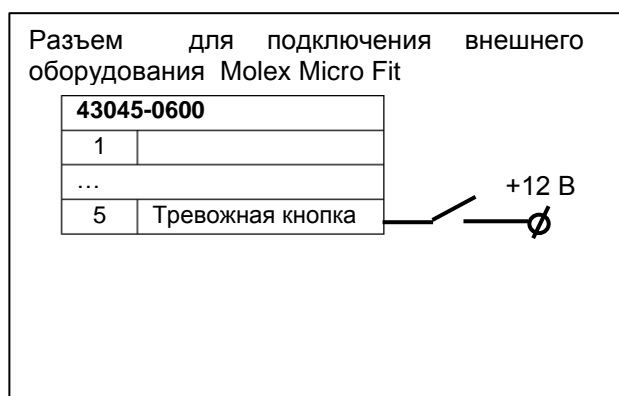 Разъем для подключения внешнего
оборудования Molex Micro Fit
43045-0600
1
...
+12 В
5 Тревожная кнопка